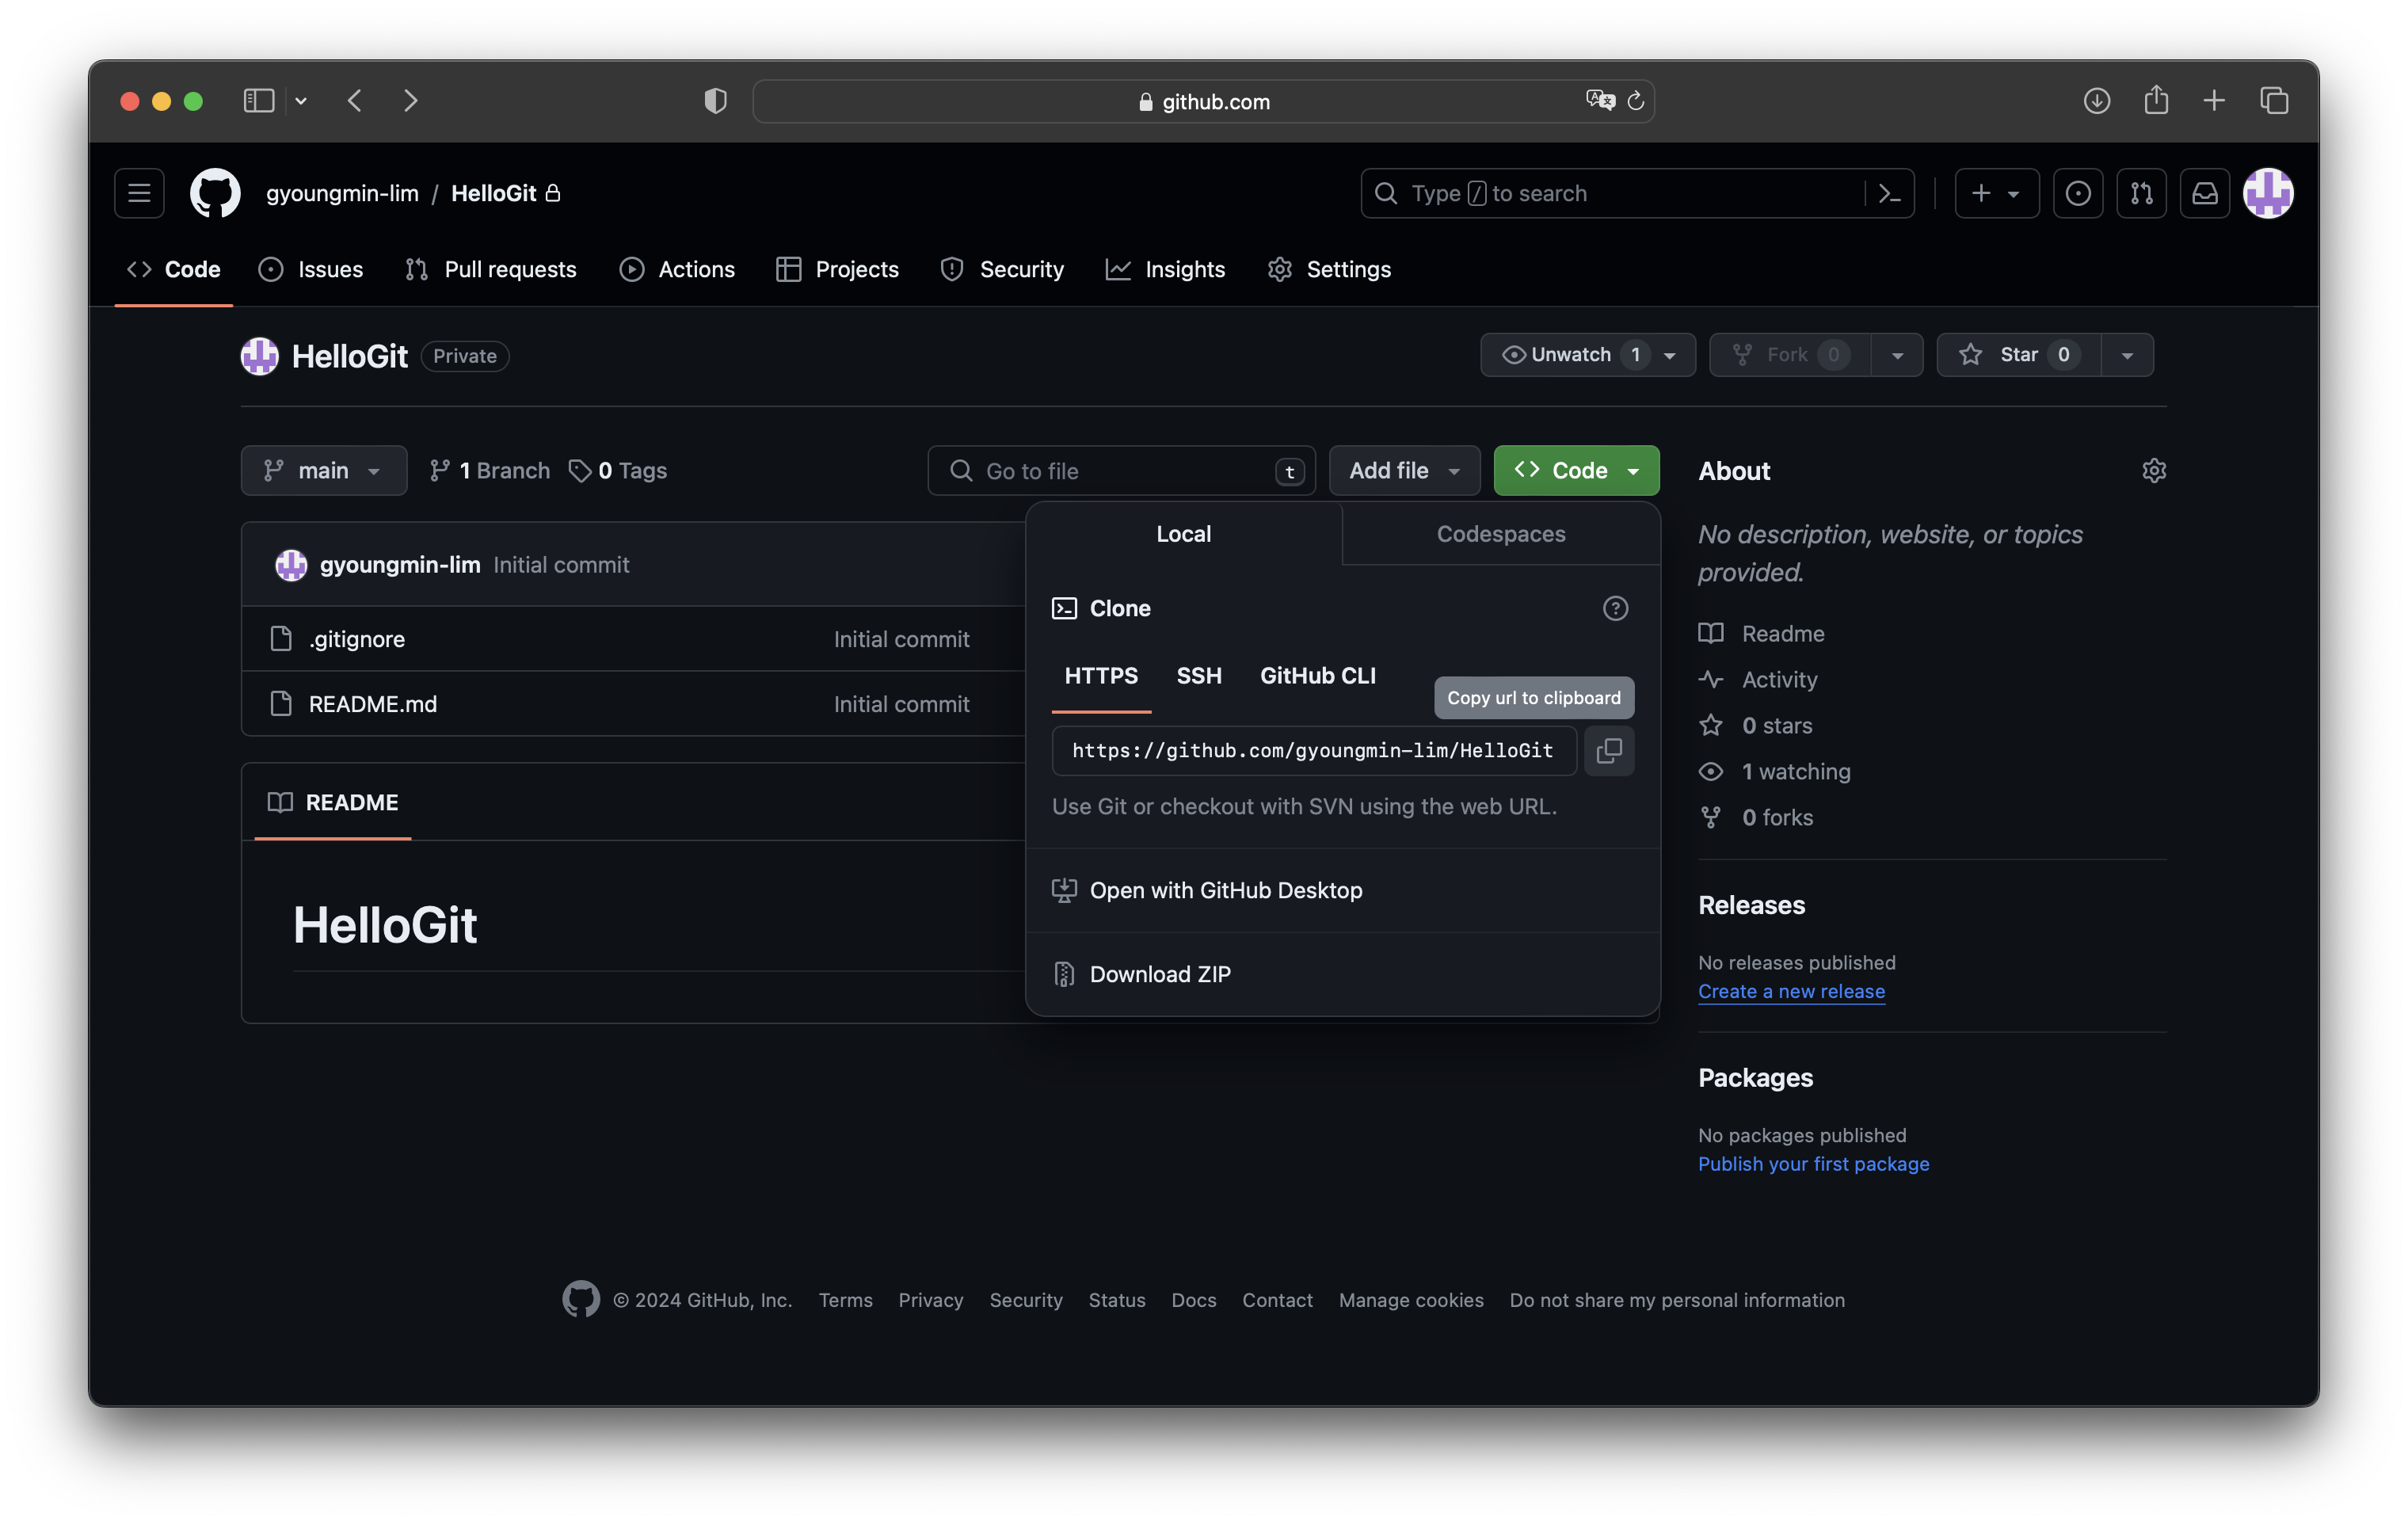 github.com
gyoungmin-lim / HelloGit
Type / to search
Code Issues Pull requests Actions Projects Security Insights Settings
HelloGit Private
Unwatch 1 Fork 0 Star 0
main 1 Branch 0 Tags
Go to file t Add file Code
Local Codespaces
Clone
HTTPS SSH GitHub CLI
Copy url to clipboard
https://github.com/gyoungmin-lim/HelloGit
Use Git or checkout with SVN using the web URL.
Open with GitHub Desktop
Download ZIP
gyoungmin-lim Initial commit
.gitignore Initial commit
README.md Initial commit
README
HelloGit
About
No description, website, or topics
provided.
Readme
Activity
0 stars
1 watching
0 forks
Releases
No releases published
Create a new release
Packages
No packages published
Publish your first package
© 2024 GitHub, Inc. Terms Privacy Security Status Docs Contact Manage cookies Do not share my personal information